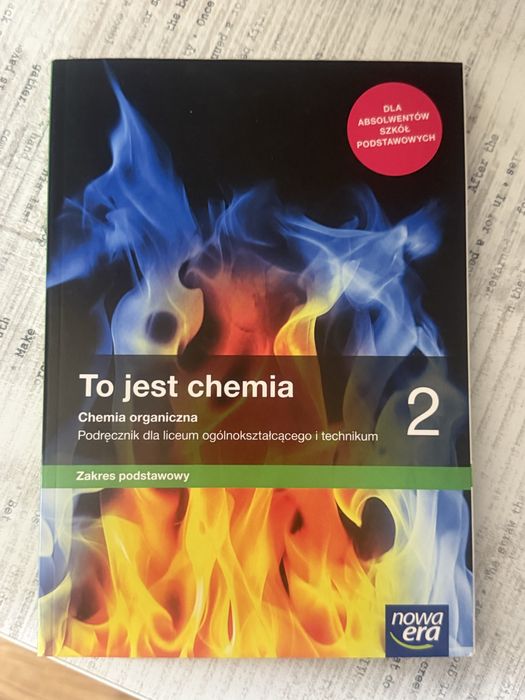 DLA
ABSOLWENTÓW
SZKÓŁ
PODSTAWOWYCH
To jest chemia
2
Chemia organiczna
Podręcznik dla liceum ogólnokształcącego i technikum
Zakres podstawowy
nowa
era